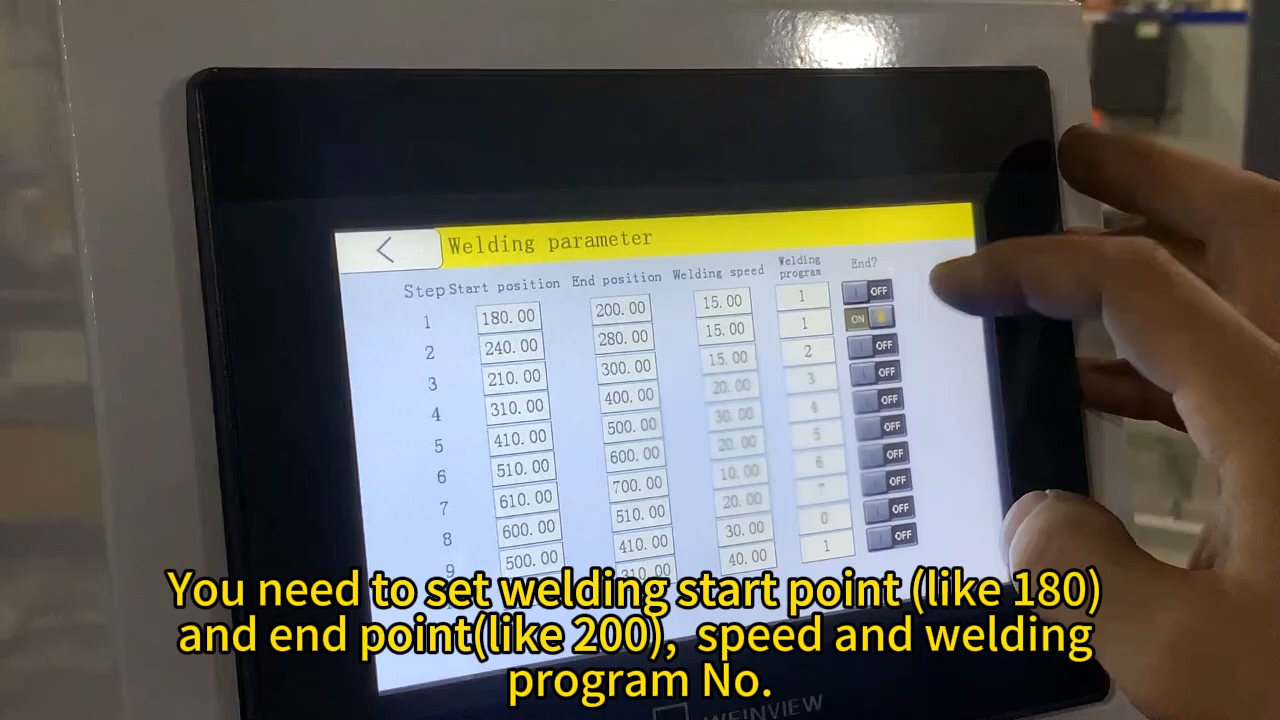 Welding parameter
Step Start position End position Welding speed Welding program End?
1 180.00 200.00 15.00 1 OFF
2 240.00 280.00 15.00 1 ON
3 210.00 300.00 15.00 2 OFF
4 310.00 400.00 20.00 3 OFF
5 410.00 500.00 30.00 4 OFF
6 510.00 600.00 20.00 5 OFF
7 610.00 700.00 10.00 6 OFF
8 600.00 510.00 20.00 7 OFF
9 500.00 410.00 30.00 0 OFF
310.00 40.00 1 OFF
You need to set welding start point (like 180)
and end point(like 200), speed and welding
program No.
WEINVIEW